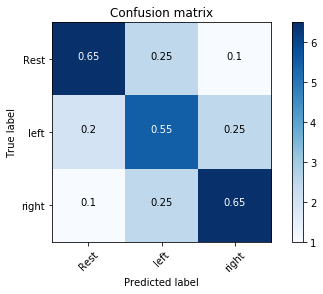 Confusion matrix
Rest 0.65 0.25 0.1
left 0.2 0.55 0.25
right 0.1 0.25 0.65
Rest left right
True label
Predicted label
6
5
4
3
2
1